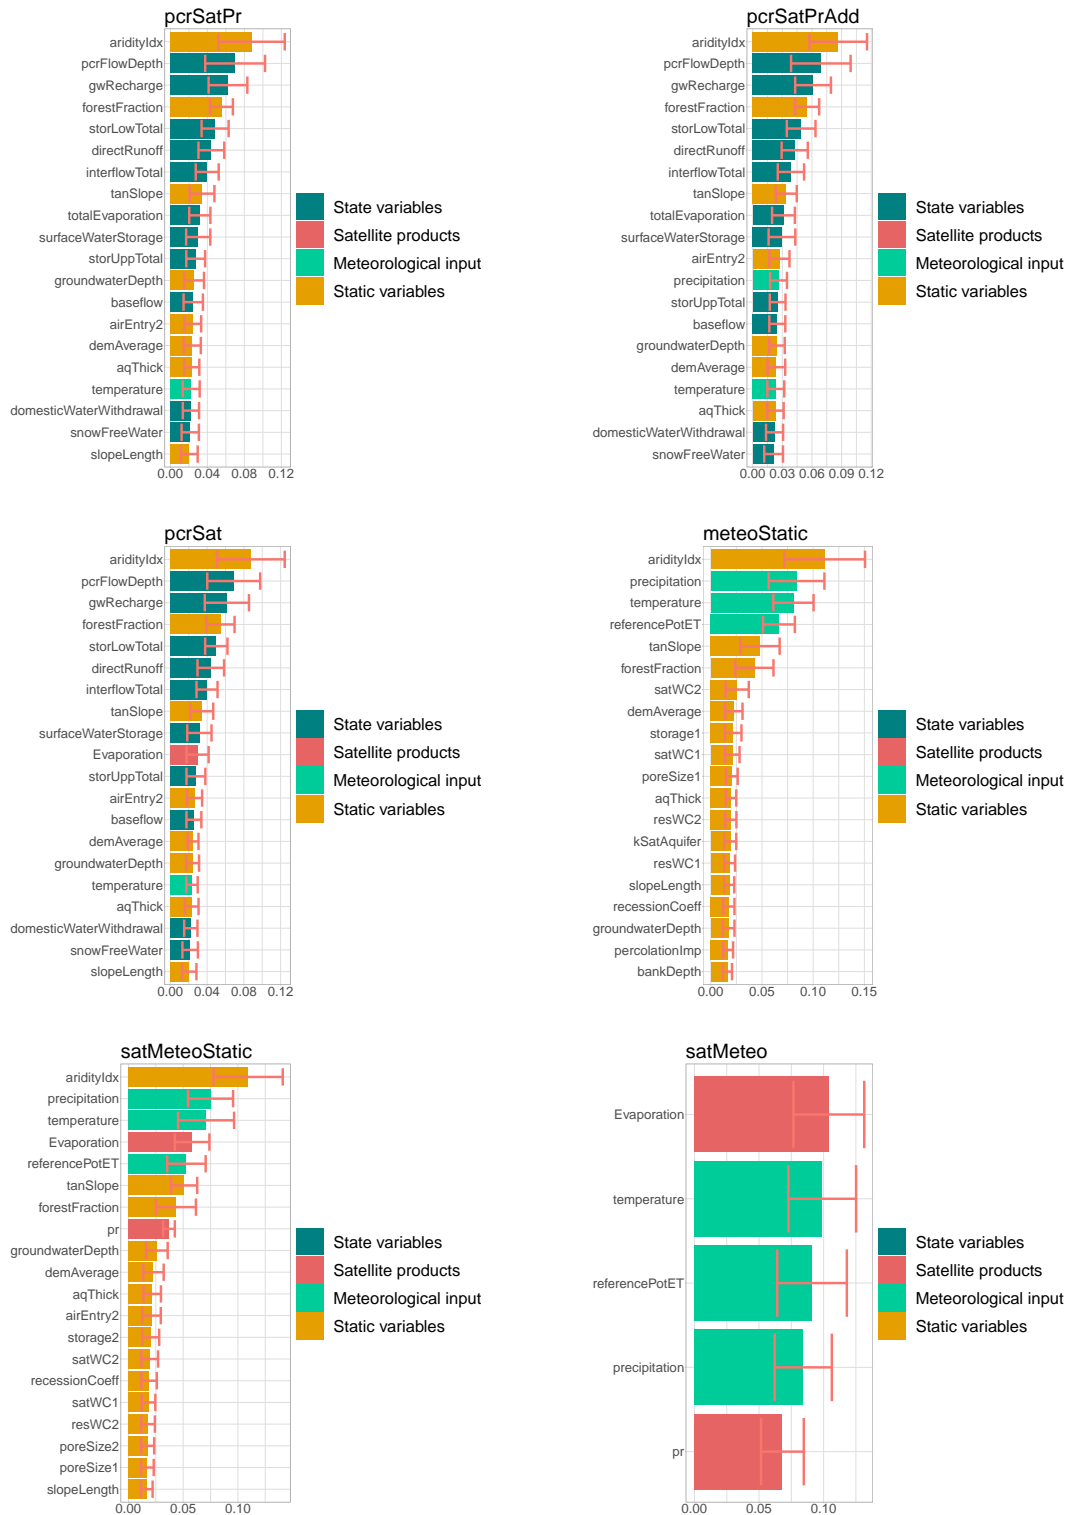 pcrSatPr
aridityIdx
pcrFlowDepth
gwRecharge
forestFraction
storLowTotal
directRunoff
interflowTotal
tanSlope
totalEvaporation
surfaceWaterStorage
storUppTotal
groundwaterDepth
baseflow
airEntry2
demAverage
aqThick
temperature
domesticWaterWithdrawal
snowFreeWater
slopeLength
0.00 0.04 0.08 0.12
State variables
Satellite products
Meteorological input
Static variables
pcrSatPrAdd
aridityIdx
pcrFlowDepth
gwRecharge
forestFraction
storLowTotal
directRunoff
interflowTotal
tanSlope
totalEvaporation
surfaceWaterStorage
airEntry2
precipitation
storUppTotal
baseflow
groundwaterDepth
demAverage
temperature
aqThick
domesticWaterWithdrawal
snowFreeWater
0.00 0.03 0.06 0.09 0.12
State variables
Satellite products
Meteorological input
Static variables
pcrSat
aridityIdx
pcrFlowDepth
gwRecharge
forestFraction
storLowTotal
directRunoff
interflowTotal
tanSlope
surfaceWaterStorage
Evaporation
storUppTotal
airEntry2
baseflow
demAverage
groundwaterDepth
temperature
aqThick
domesticWaterWithdrawal
snowFreeWater
slopeLength
0.00 0.04 0.08 0.12
State variables
Satellite products
Meteorological input
Static variables
meteoStatic
aridityIdx
precipitation
temperature
referencePotET
tanSlope
forestFraction
satWC2
demAverage
storage1
satWC1
poreSize1
aqThick
resWC2
kSatAquifer
resWC1
slopeLength
recessionCoeff
groundwaterDepth
percolationImp
bankDepth
0.00 0.05 0.10 0.15
State variables
Satellite products
Meteorological input
Static variables
satMeteoStatic
aridityIdx
precipitation
temperature
Evaporation
referencePotET
tanSlope
forestFraction
pr
groundwaterDepth
demAverage
aqThick
airEntry2
storage2
satWC2
recessionCoeff
satWC1
resWC2
poreSize2
poreSize1
slopeLength
0.00 0.05 0.10
State variables
Satellite products
Meteorological input
Static variables
satMeteo
Evaporation
temperature
referencePotET
precipitation
pr
0.00 0.05 0.10
State variables
Satellite products
Meteorological input
Static variables